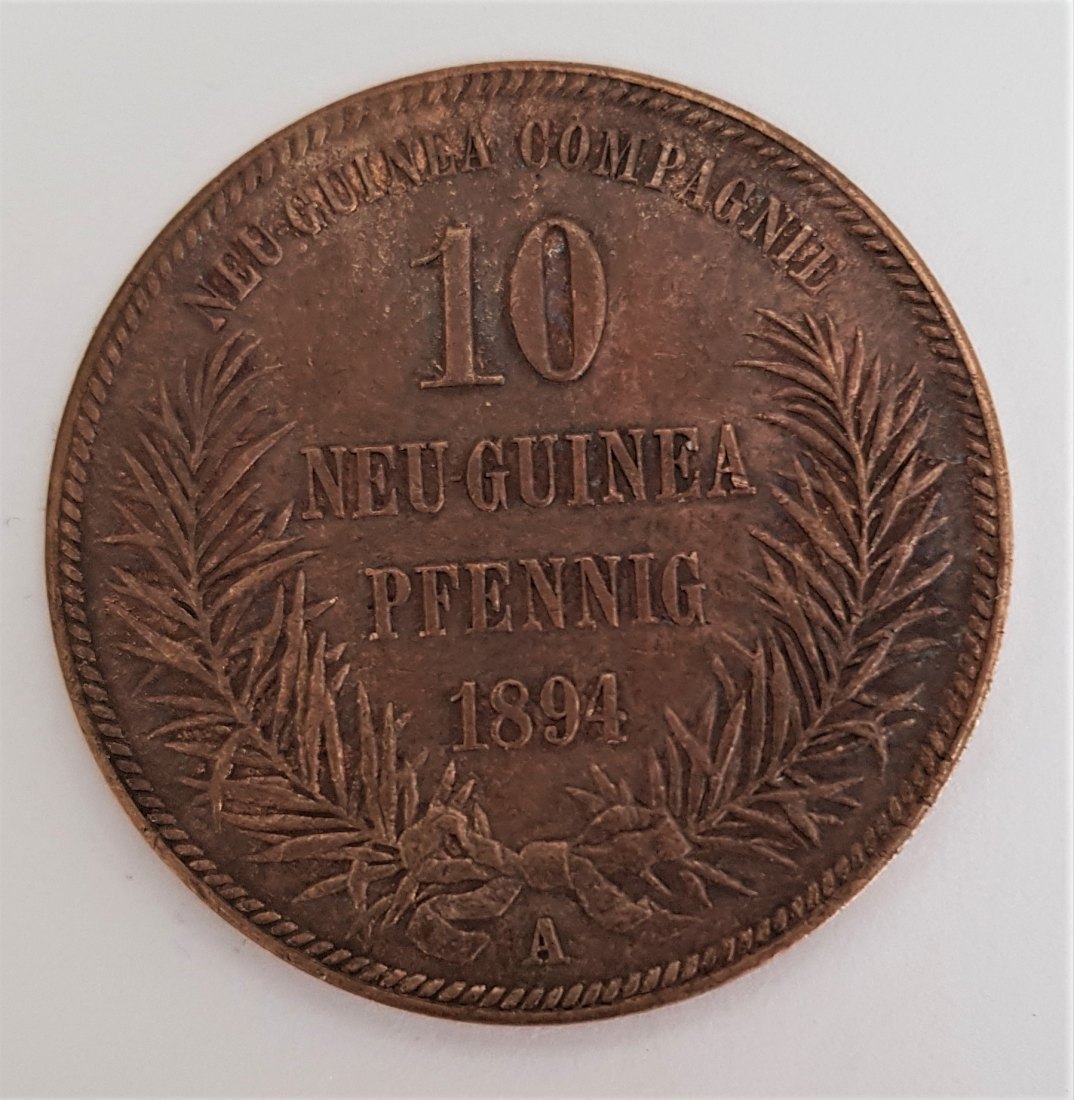 NEU-GUINEA COMPAGNIE
10
NEU-GUINEA
PFENNIG
1894
A